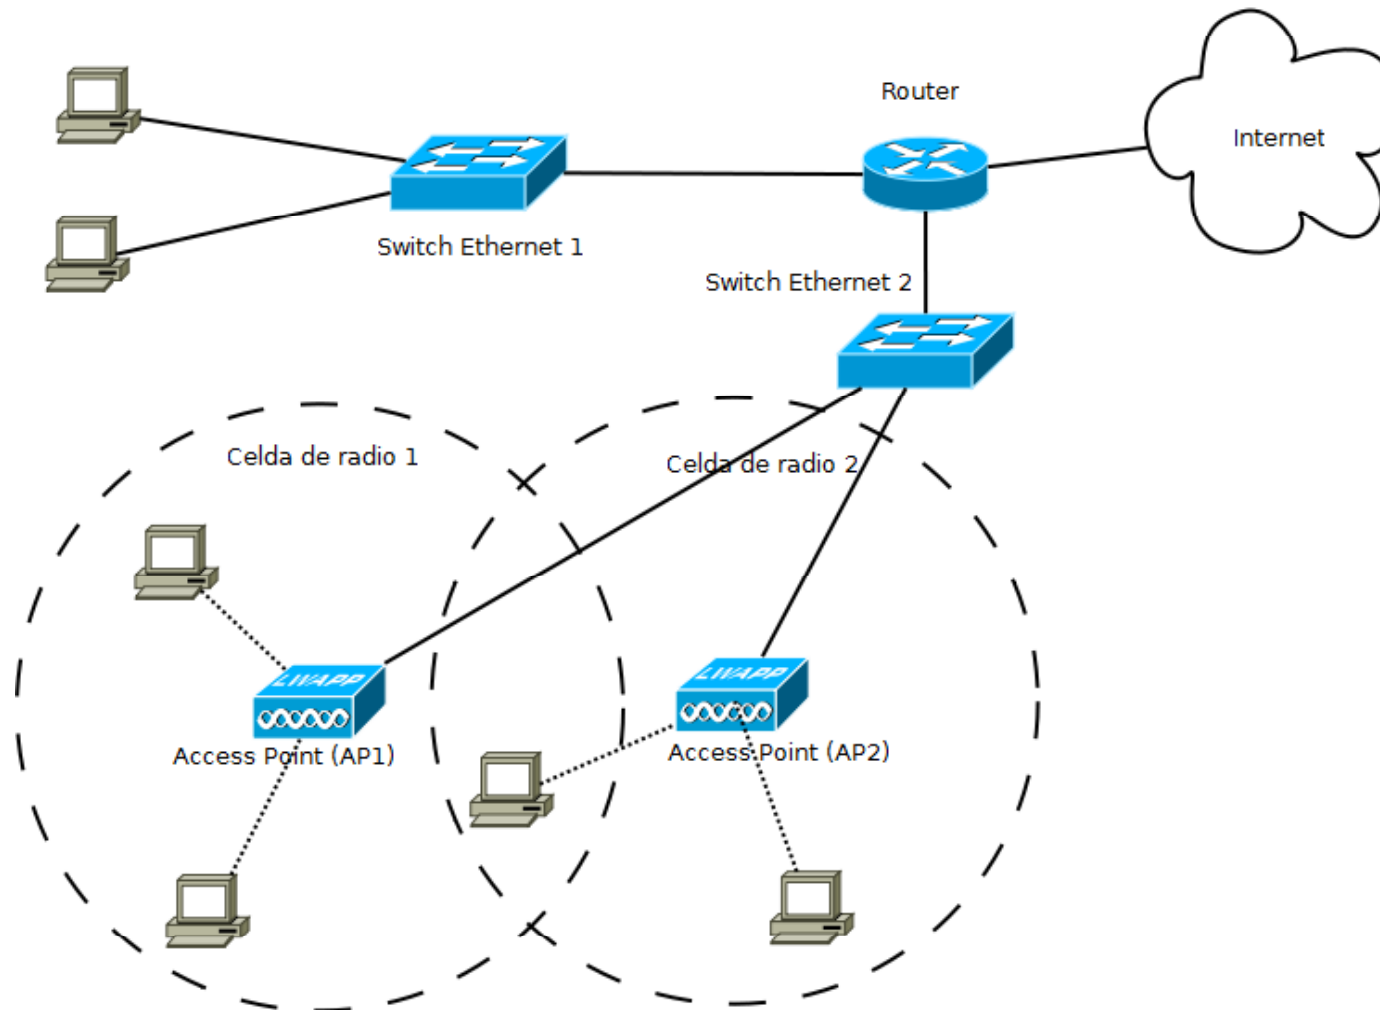 Router
Internet
Switch Ethernet 1
Switch Ethernet 2
Celda de radio 1
Celda de radio 2
LWAPP
LWAPP
Access Point (AP1)
Access Point (AP2)